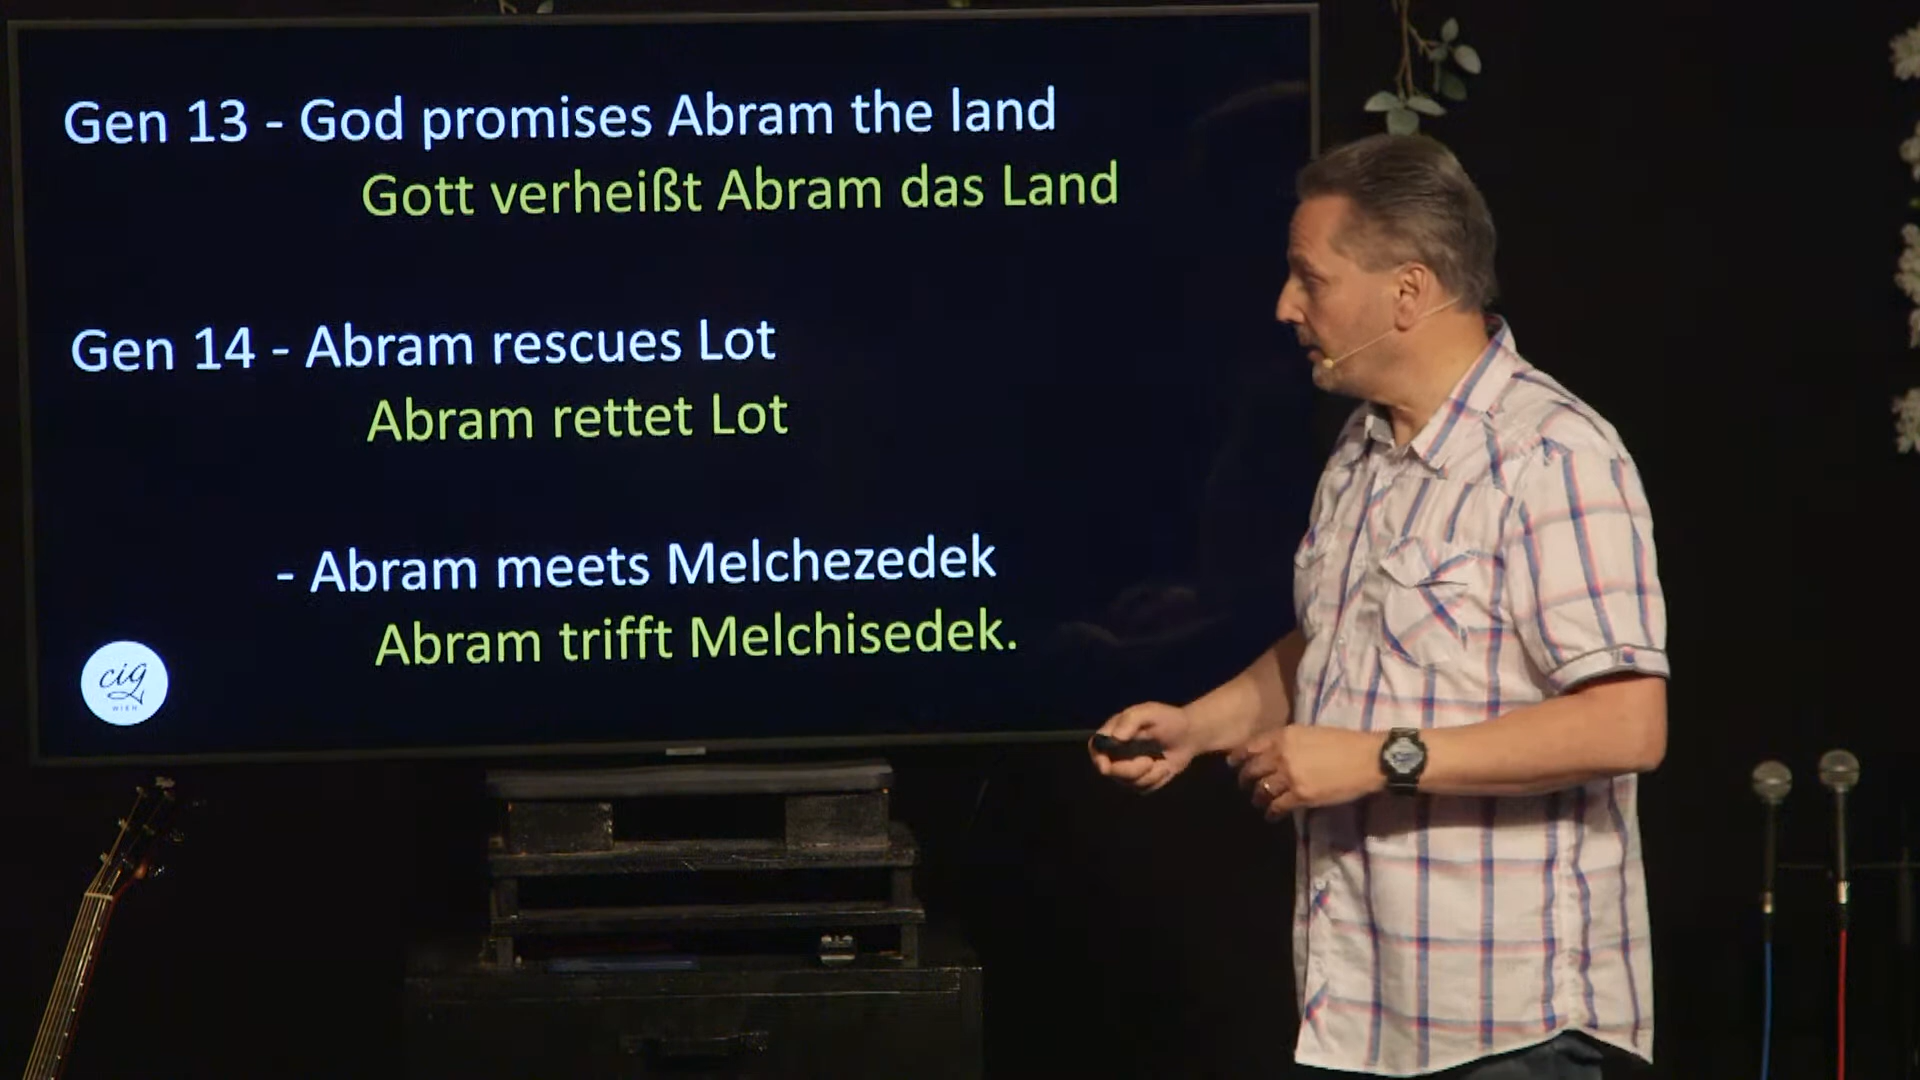 Gen 13 - God promises Abram the land
Gott verheißt Abram das Land
Gen 14 - Abram rescues Lot
Abram rettet Lot
- Abram meets Melchezedek
Abram trifft Melchisedek.
cig
WIEN